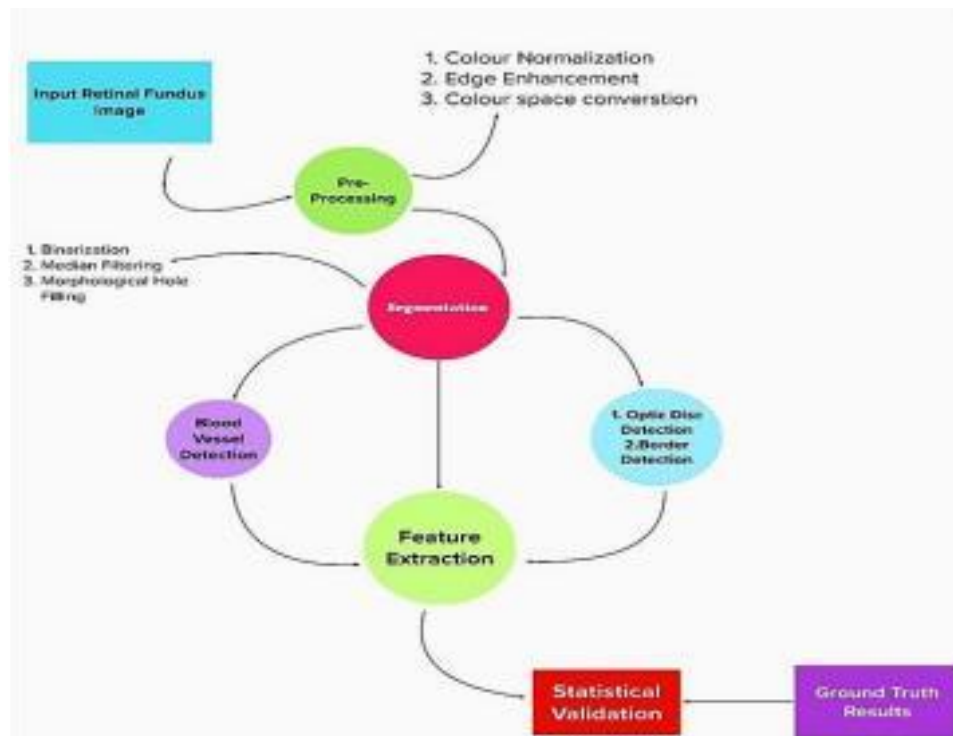 Input Retinal Fundus
Image
1. Colour Normalization
2. Edge Enhancement
3. Colour space converstion
Pre-
Processing
1. Binarization
2. Median Filtering
3. Morphological Hole
Filling
Segmentation
Blood
Vessel
Detection
1. Optic Disc
Detection
2.Border
Detection
Feature
Extraction
Statistical
Validation
Ground Truth
Results